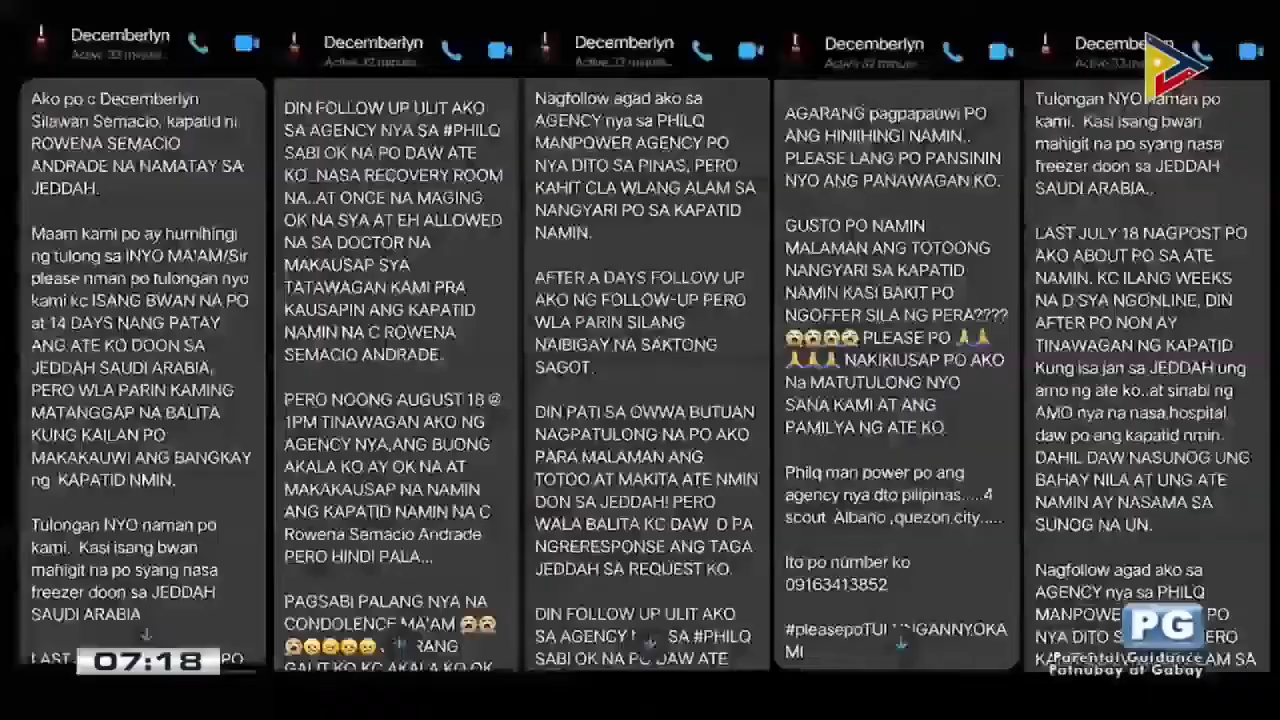 Decemberlyn
Ako po c Decemberlyn
Silawan Semacio, kapatid ni
ROWENA SEMACIO
ANDRADE NA NAMATAY SA
JEDDAH.
Maam kami po ay humihingi
ng tulong sa INYO MA'AM/Sir
please nman po tulongan nyo
kami kc ISANG BWAN NA PO
at 14 DAYS NANG PATAY
ANG ATE KO DOON SA
JEDDAH SAUDI ARABIA,
PERO WLA PARIN KAMING
MATANGGAP NA BALITA
KUNG KAILAN PO
MAKAKAUWI ANG BANGKAY
ng KAPATID NMIN.
Tulongan NYO naman po
kami. Kasi isang bwan
mahigit na po syang nasa
freezer doon sa JEDDAH
SAUDI ARABIA
LAST
PO
Decemberlyn
DIN FOLLOW UP ULIT AKO
SA AGENCY NYA SA #PHILQ
SABI OK NA PO DAW ATE
KO_NASA RECOVERY ROOM
NA..AT ONCE NA MAGING
OK NA SYA AT EH ALLOWED
NA SA DOCTOR NA
MAKAUSAP SYA
TATAWAGAN KAMI PRA
KAUSAPIN ANG KAPATID
NAMIN NA C ROWENA
SEMACIO ANDRADE.
PERO NOONG AUGUST 18 @
1PM TINAWAGAN AKO NG
AGENCY NYA,ANG BUONG
AKALA KO AY OK NA AT
MAKAKAUSAP NA NAMIN
ANG KAPATID NAMIN NA C
Rowena Semacio Andrade
PERO HINDI PALA...
PAGSABI PALANG NYA NA
CONDOLENCE MA'AM 😭😭
😭😞😞😞😞. RANG
GALIT KO KC AKALA KO OK
Decemberlyn
Nagfollow agad ako sa
AGENCY nya sa PHILQ
MANPOWER AGENCY PO
NYA DITO SA PINAS, PERO
KAHIT CLA WLANG ALAM SA
NANGYARI PO SA KAPATID
NAMIN.
AFTER A DAYS FOLLOW UP
AKO NG FOLLOW-UP PERO
WLA PARIN SILANG
NAIBIGAY NA SAKTONG
SAGOT.
DIN PATI SA OWWA BUTUAN
NAGPATULONG NA PO AKO
PARA MALAMAN ANG
TOTOO AT MAKITA ATE NMIN
DON SA JEDDAH! PERO
WALA BALITA KC DAW D PA
NGRERESPONSE ANG TAGA
JEDDAH SA REQUEST KO.
DIN FOLLOW UP ULIT AKO
SA AGENCY SA #PHILQ
SABI OK NA PO DAW ATE
Decemberlyn
AGARANG pagpapauwi PO
ANG HINIHINGI NAMIN..
PLEASE LANG PO PANSININ
NYO ANG PANAWAGAN KO.
GUSTO PO NAMIN
MALAMAN ANG TOTOONG
NANGYARI SA KAPATID
NAMIN KASI BAKIT PO
NGOFFER SILA NG PERA????
😭😭😭😭 PLEASE PO 🙏🙏
🙏🙏🙏 NAKIKIUSAP PO AKO
Na MATUTULONG NYO
SANA KAMI AT ANG
PAMILYA NG ATE KO.
Philq man power po ang
agency nya dto pilipinas.....4
scout Albano ,quezon.city.....
Ito po number ko
09163413852
MI
Tulongan NYO naman po
kami. Kasi isang bwan
mahigit na po syang nasa
freezer doon sa JEDDAH
SAUDI ARABIA..
LAST JULY 18 NAGPOST PO
AKO ABOUT PO SA ATE
NAMIN. KC ILANG WEEKS
NA D SYA NGONLINE, DIN
AFTER PO NON AY
TINAWAGAN NG KAPATID
Kung isa jan sa JEDDAH ung
amo ng ate ko..at sinabi ng
AMO nya na nasa,hospital
daw po ang kapatid nmin.
DAHIL DAW NASUNOG UNG
BAHAY NILA AT UNG ATE
NAMIN AY NASAMA SA
SUNOG NA UN.
Nagfollow agad ako sa
AGENCY nya sa PHILQ
PO
NYA DITO
07:18
PG
Parental Guidance
Patnubay at Gabay